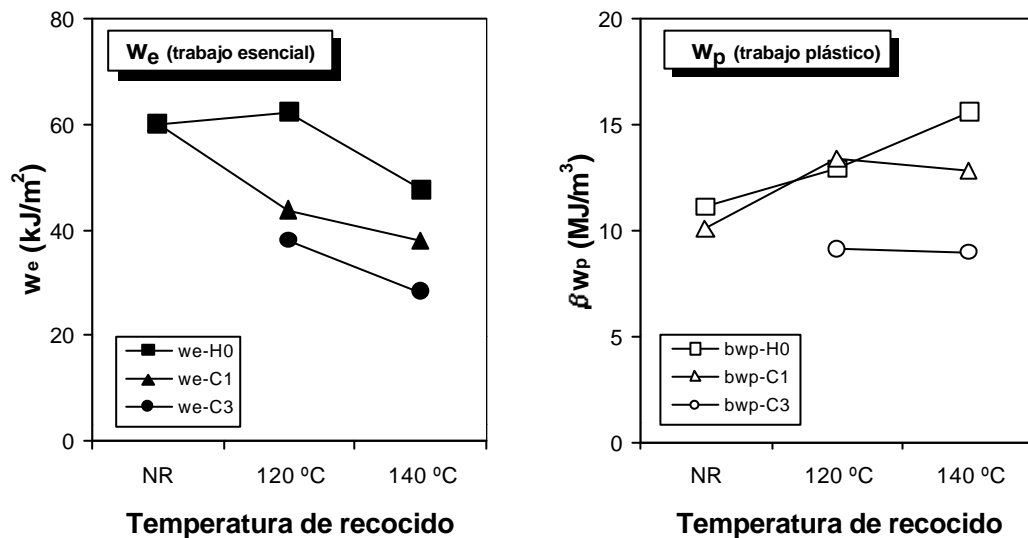 80
60
40
20
0
we (kJ/m2)
we (trabajo esencial)
we-H0
we-C1
we-C3
NR 120 ºC 140 ºC
Temperatura de recocido
20
15
10
5
0
βwp (MJ/m3)
wp (trabajo plástico)
bwp-H0
bwp-C1
bwp-C3
NR 120 ºC 140 ºC
Temperatura de recocido